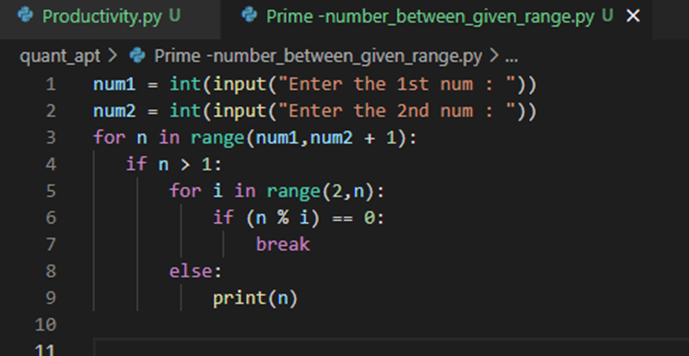 Productivity.py U Prime -number_between_given_range.py U ×
quant_apt > Prime -number_between_given_range.py > ...
1 num1 = int(input("Enter the 1st num : "))
2 num2 = int(input("Enter the 2nd num : "))
3 for n in range(num1,num2 + 1):
4     if n > 1:
5         for i in range(2,n):
6             if (n % i) == 0:
7                 break
8         else:
9             print(n)
10
11